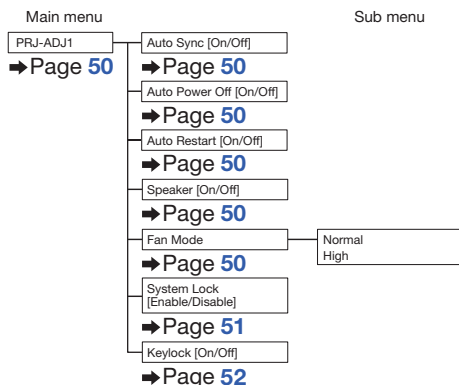 Main menu
Sub menu
PRJ-ADJ1
➡Page 50
Auto Sync [On/Off]
➡Page 50
Auto Power Off [On/Off]
➡Page 50
Auto Restart [On/Off]
➡Page 50
Speaker [On/Off]
➡Page 50
Fan Mode
➡Page 50
Normal
High
System Lock
[Enable/Disable]
➡Page 51
Keylock [On/Off]
➡Page 52